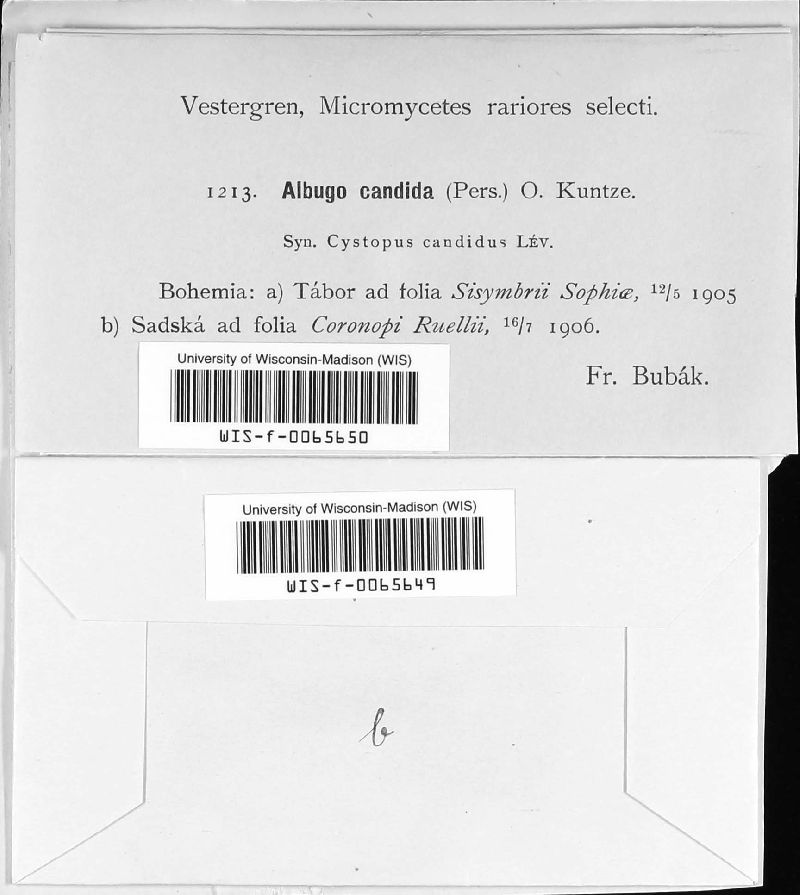 Vestergren, Micromycetes rariores selecti.
1213. Albugo candida (Pers.) O. Kuntze.
Syn. Cystopus candidus LÉV.
Bohemia: a) Tábor ad folia Sisymbrii Sophiæ, 12/5 1905
b) Sadská ad folia Coronopi Ruellii, 16/7 1906.
Fr. Bubák.
University of Wisconsin-Madison (WIS)
WIS-f-0065650
University of Wisconsin-Madison (WIS)
WIS-f-0065649
b